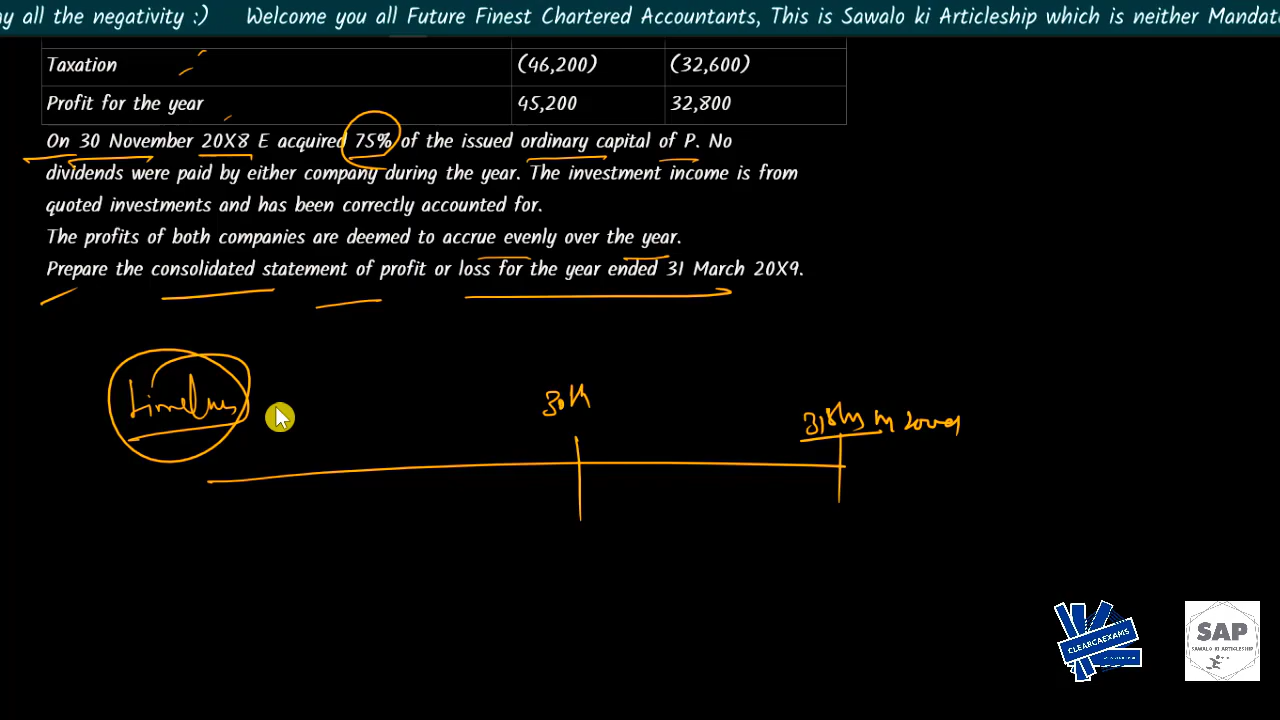 y all the negativity :) Welcome you all Future Finest Chartered Accountants, This is Sawalo ki Articleship which is neither Mandat
Taxation (46,200) (32,600)
Profit for the year 45,200 32,800
On 30 November 20X8 E acquired 75% of the issued ordinary capital of P. No
dividends were paid by either company during the year. The investment income is from
quoted investments and has been correctly accounted for.
The profits of both companies are deemed to accrue evenly over the year.
Prepare the consolidated statement of profit or loss for the year ended 31 March 20X9.
30th
CLEARCAEXAMS
SAP
SAWALO KI ARTICLESHIP